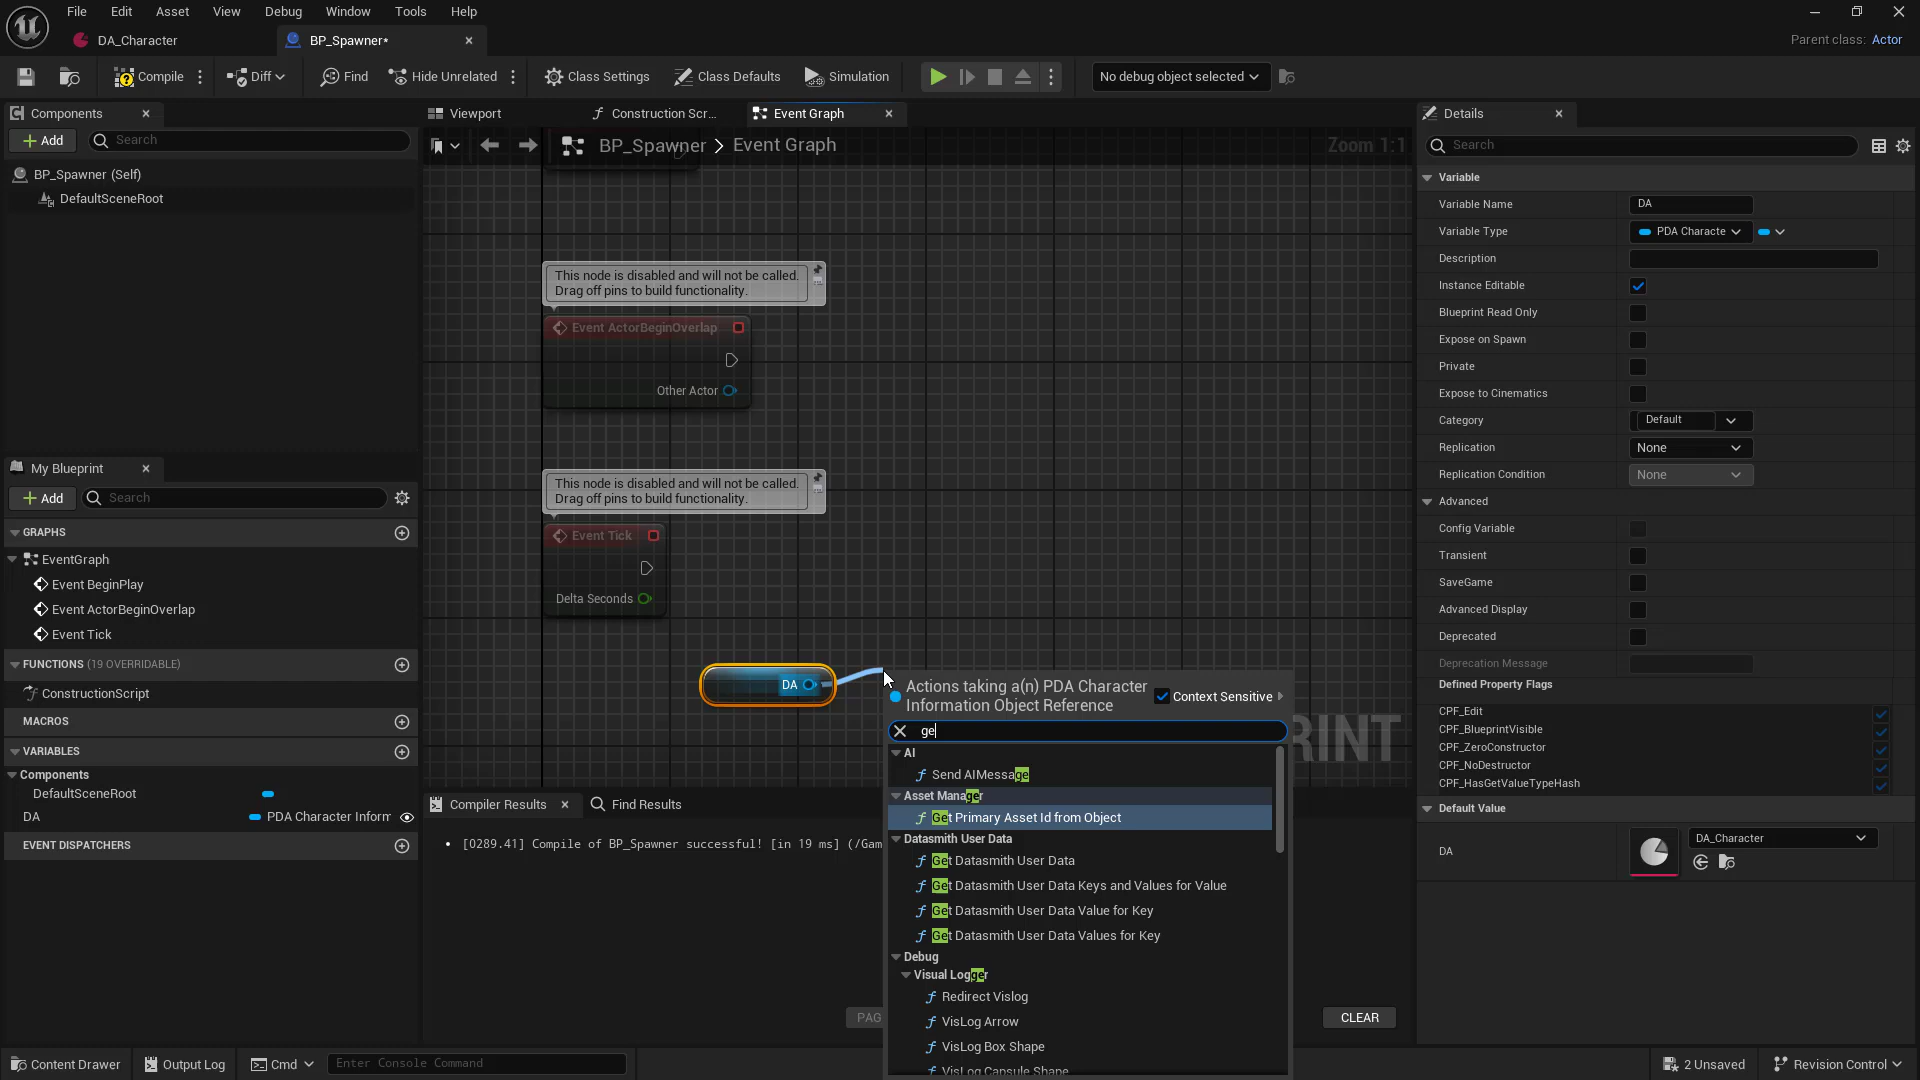 File Edit Asset View Debug Window Tools Help
DA_Character
BP_Spawner*
Parent class: Actor
Compile
Diff
Find
Hide Unrelated
Class Settings
Class Defaults
Simulation
No debug object selected
Components
Add
Search
BP_Spawner (Self)
DefaultSceneRoot
My Blueprint
Add
Search
GRAPHS
EventGraph
Event BeginPlay
Event ActorBeginOverlap
Event Tick
FUNCTIONS (19 OVERRIDABLE)
ConstructionScript
MACROS
VARIABLES
Components
DefaultSceneRoot
DA PDA Character Inform
EVENT DISPATCHERS
Viewport
Construction Scr...
Event Graph
BP_Spawner > Event Graph
Zoom 1:1
This node is disabled and will not be called.
Drag off pins to build functionality.
Event ActorBeginOverlap
Other Actor
This node is disabled and will not be called.
Drag off pins to build functionality.
Event Tick
Delta Seconds
DA
RINT
Actions taking a(n) PDA Character
Information Object Reference
Context Sensitive
ge
AI
Send AIMessage
Asset Manager
Get Primary Asset Id from Object
Datasmith User Data
Get Datasmith User Data
Get Datasmith User Data Keys and Values for Value
Get Datasmith User Data Value for Key
Get Datasmith User Data Values for Key
Debug
Visual Logger
Redirect Vislog
VisLog Arrow
VisLog Box Shape
VisLog Capsule Shape
Compiler Results
Find Results
[0289.41] Compile of BP_Spawner successful! [in 19 ms] (/Gam
PAG
CLEAR
Details
Search
Variable
Variable Name DA
Variable Type PDA Characte
Description
Instance Editable
Blueprint Read Only
Expose on Spawn
Private
Expose to Cinematics
Category Default
Replication None
Replication Condition None
Advanced
Config Variable
Transient
SaveGame
Advanced Display
Deprecated
Deprecation Message
Defined Property Flags
CPF_Edit
CPF_BlueprintVisible
CPF_ZeroConstructor
CPF_NoDestructor
CPF_HasGetValueTypeHash
Default Value
DA DA_Character
Content Drawer
Output Log
Cmd
Enter Console Command
2 Unsaved
Revision Control